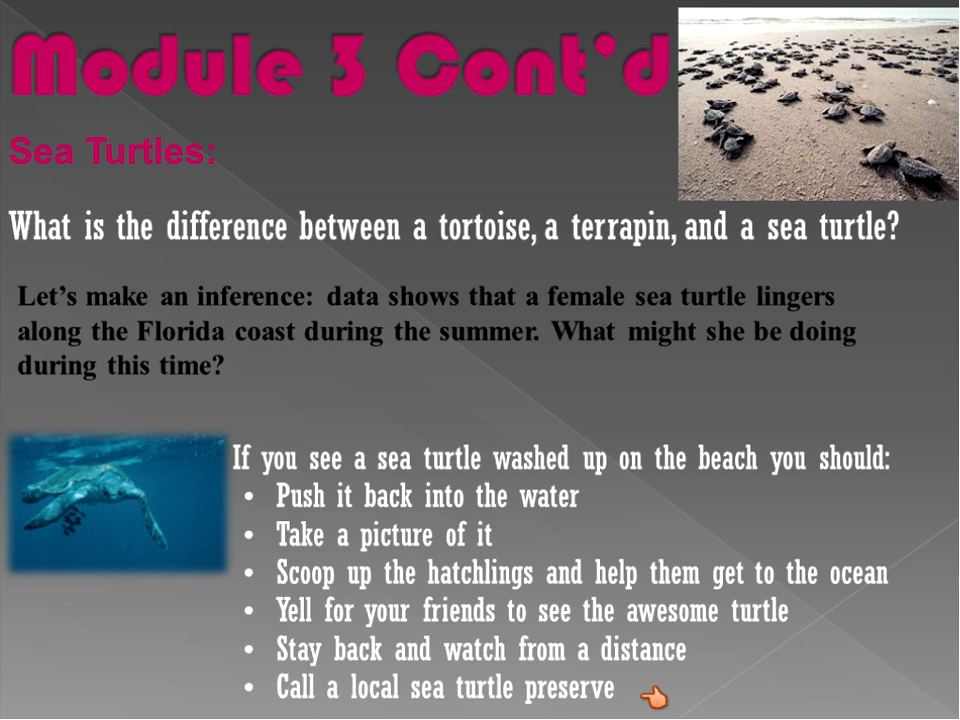 Module 3 Cont’d
Sea Turtles:
What is the difference between a tortoise, a terrapin, and a sea turtle?
Let’s make an inference: data shows that a female sea turtle lingers
along the Florida coast during the summer. What might she be doing
during this time?
If you see a sea turtle washed up on the beach you should:
• Push it back into the water
• Take a picture of it
• Scoop up the hatchlings and help them get to the ocean
• Yell for your friends to see the awesome turtle
• Stay back and watch from a distance
• Call a local sea turtle preserve